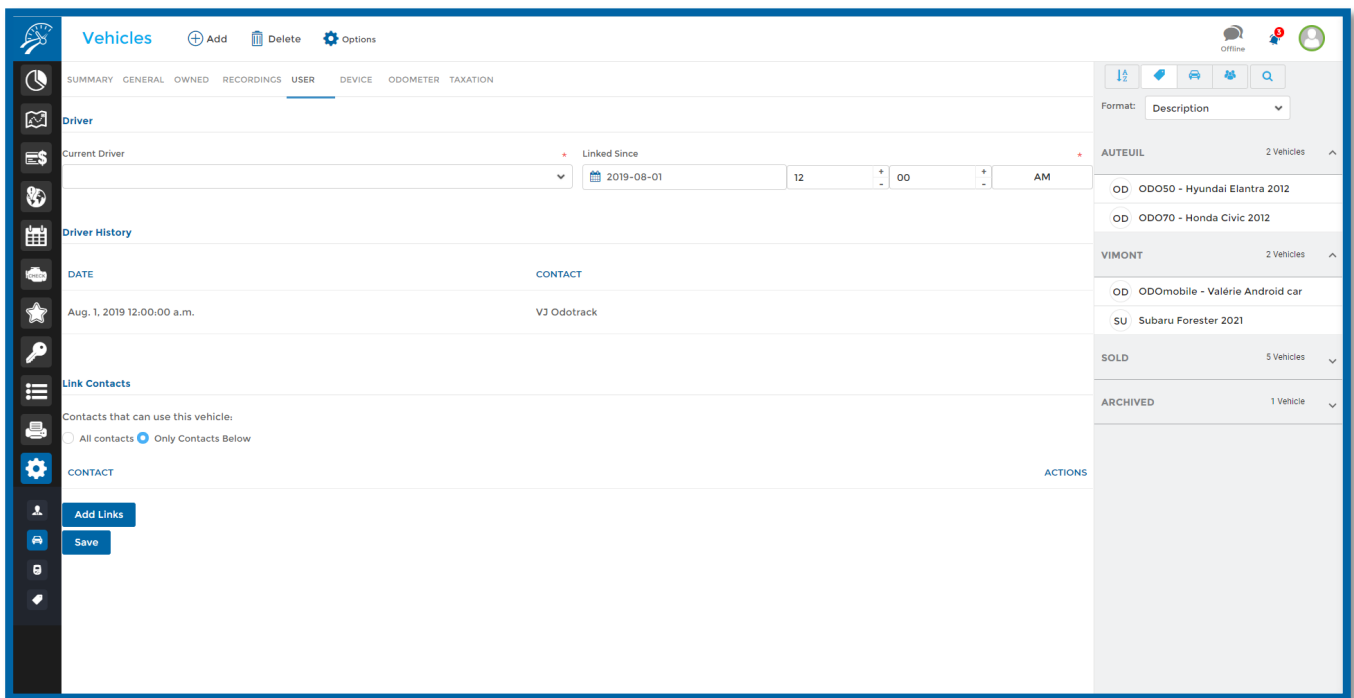 Vehicles Add Delete Options
Offline
3
SUMMARY GENERAL OWNED RECORDINGS USER DEVICE ODOMETER TAXATION
Driver
Current Driver * Linked Since *
2019-08-01 12 + - 00 + - AM
Driver History
DATE CONTACT
Aug. 1, 2019 12:00:00 a.m. VJ Odotrack
Link Contacts
Contacts that can use this vehicle:
All contacts Only Contacts Below
CONTACT ACTIONS
Add Links
Save
CHECK
A
Z
Format: Description
AUTEUIL 2 Vehicles
OD ODO50 - Hyundai Elantra 2012
OD ODO70 - Honda Civic 2012
VIMONT 2 Vehicles
OD ODOmobile - Valérie Android car
SU Subaru Forester 2021
SOLD 5 Vehicles
ARCHIVED 1 Vehicle